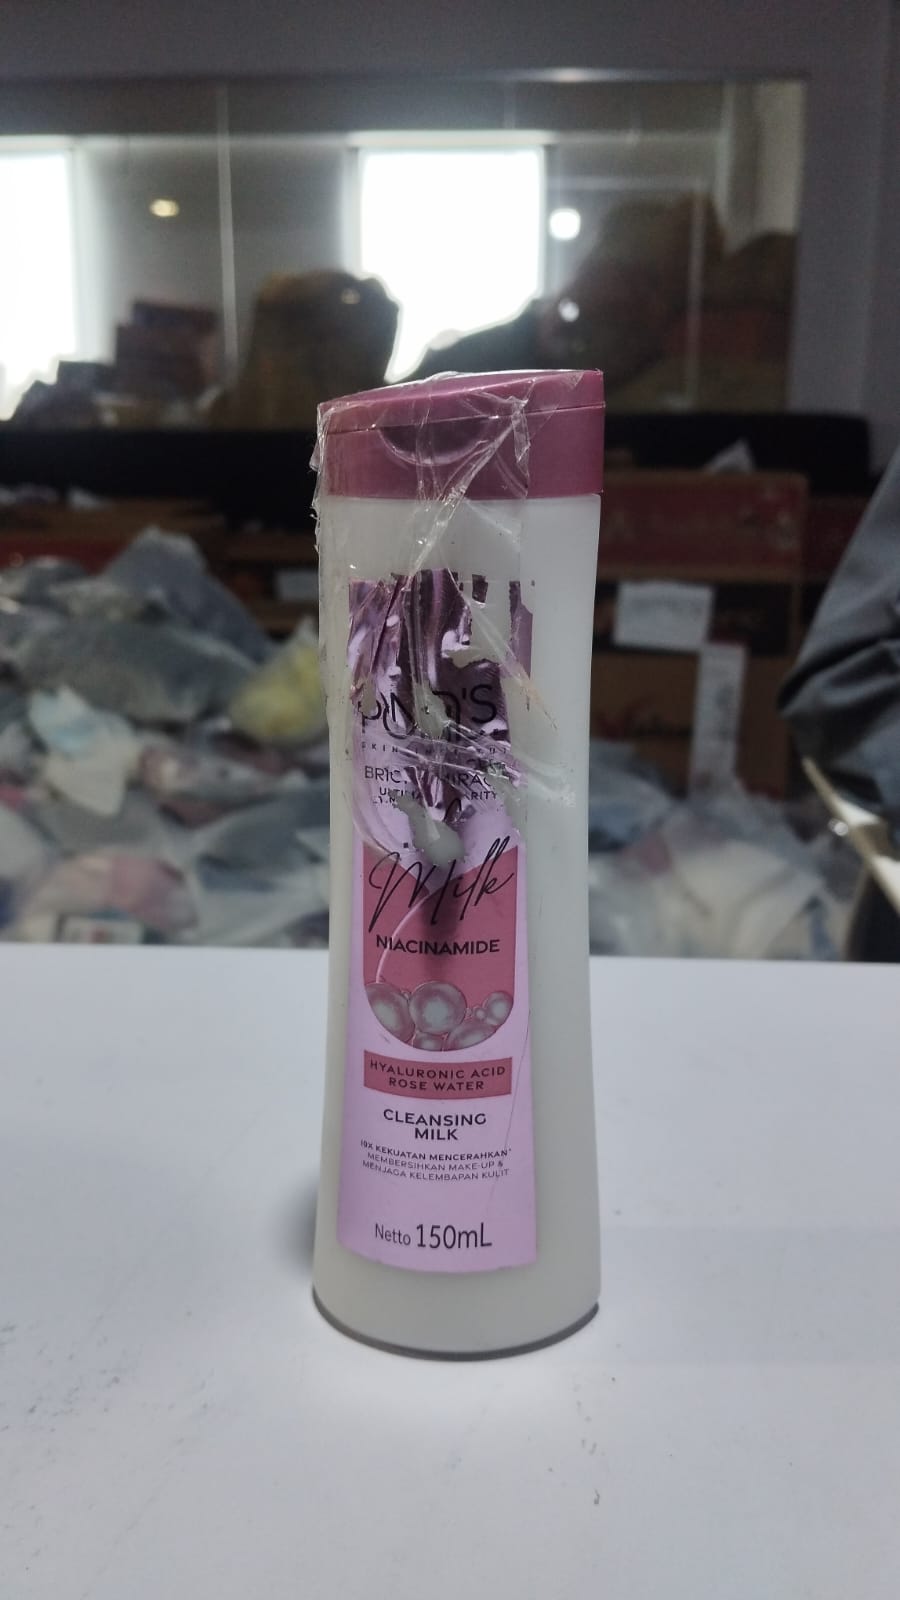 SKIN
Milk
NIACINAMIDE
HYALURONIC ACID
ROSE WATER
CLEANSING
MILK
10X KEKUATAN MENCERAHKAN*
MEMBERSIHKAN MAKE-UP &
MENJAGA KELEMBAPAN KULIT
Netto 150mL